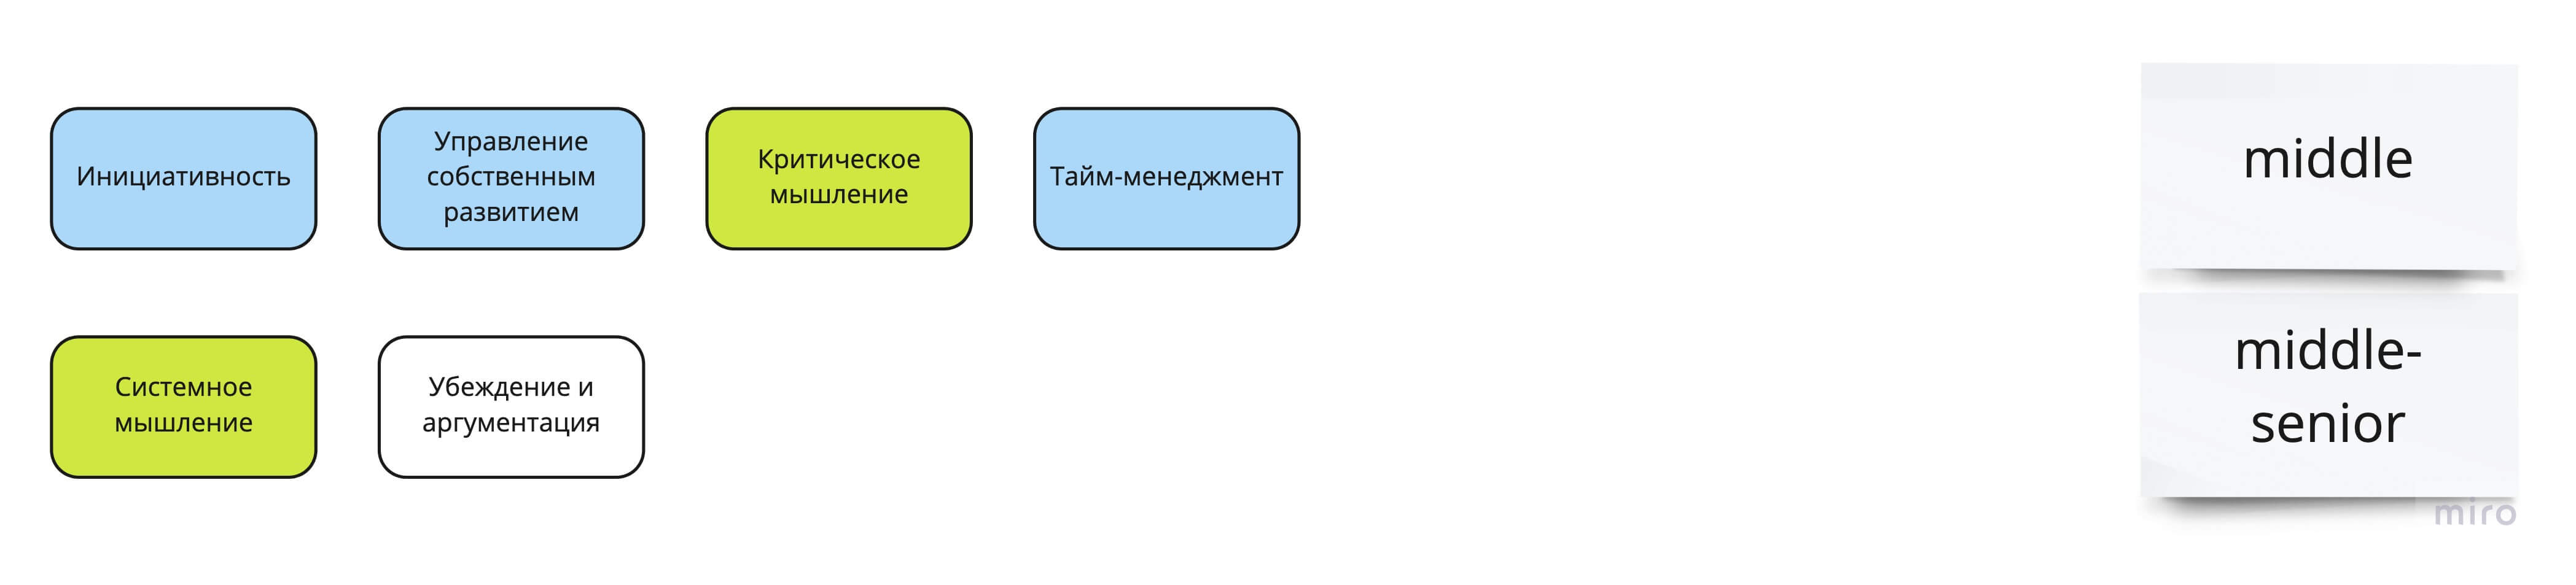 Инициативность
Управление
собственным
развитием
Критическое
мышление
Тайм-менеджмент
middle
Системное
мышление
Убеждение и
аргументация
middle-
senior
miro